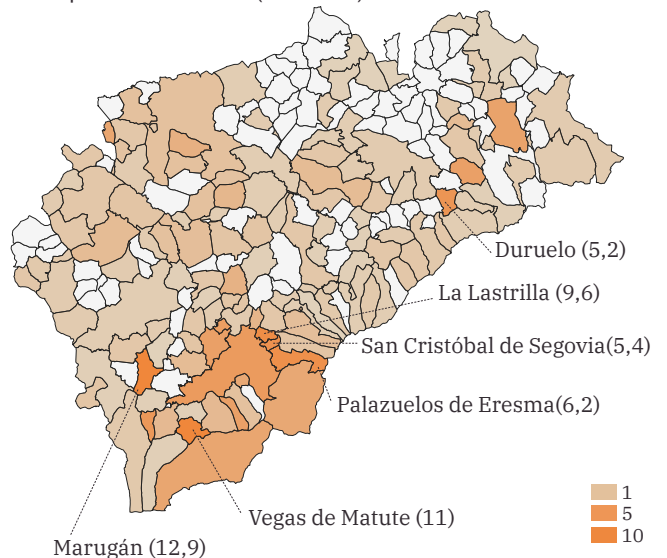 Duruelo (5,2)
La Lastrilla (9,6)
San Cristóbal de Segovia(5,4)
Palazuelos de Eresma(6,2)
Vegas de Matute (11)
Marugán (12,9)
1
5
10